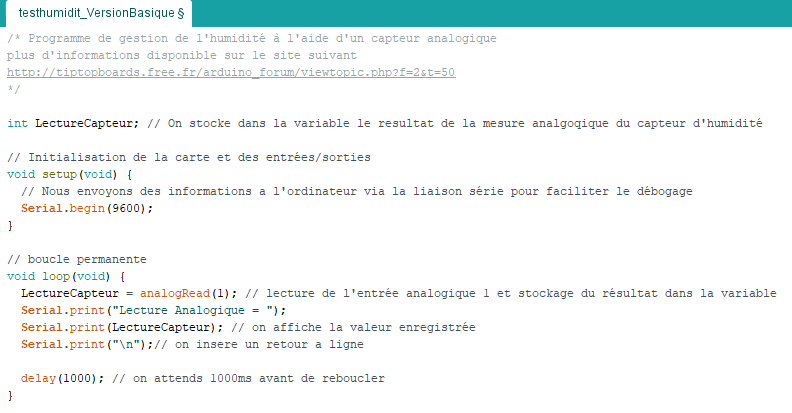 testhumidit_VersionBasique §
/* Programme de gestion de l'humidité à l'aide d'un capteur analogique
plus d'informations disponible sur le site suivant
http://tiptopboards.free.fr/arduino_forum/viewtopic.php?f=2&t=50
*/
int LectureCapteur; // On stocke dans la variable le resultat de la mesure analgoqique du capteur d'humidité
// Initialisation de la carte et des entrées/sorties
void setup(void) {
// Nous envoyons des informations a l'ordinateur via la liaison série pour faciliter le débogage
Serial.begin(9600);
}
// boucle permanente
void loop(void) {
LectureCapteur = analogRead(1); // lecture de l'entrée analogique 1 et stockage du résultat dans la variable
Serial.print("Lecture Analogique = ");
Serial.print(LectureCapteur); // on affiche la valeur enregistrée
Serial.print("\n");// on insere un retour a ligne
delay(1000); // on attends 1000ms avant de reboucler
}